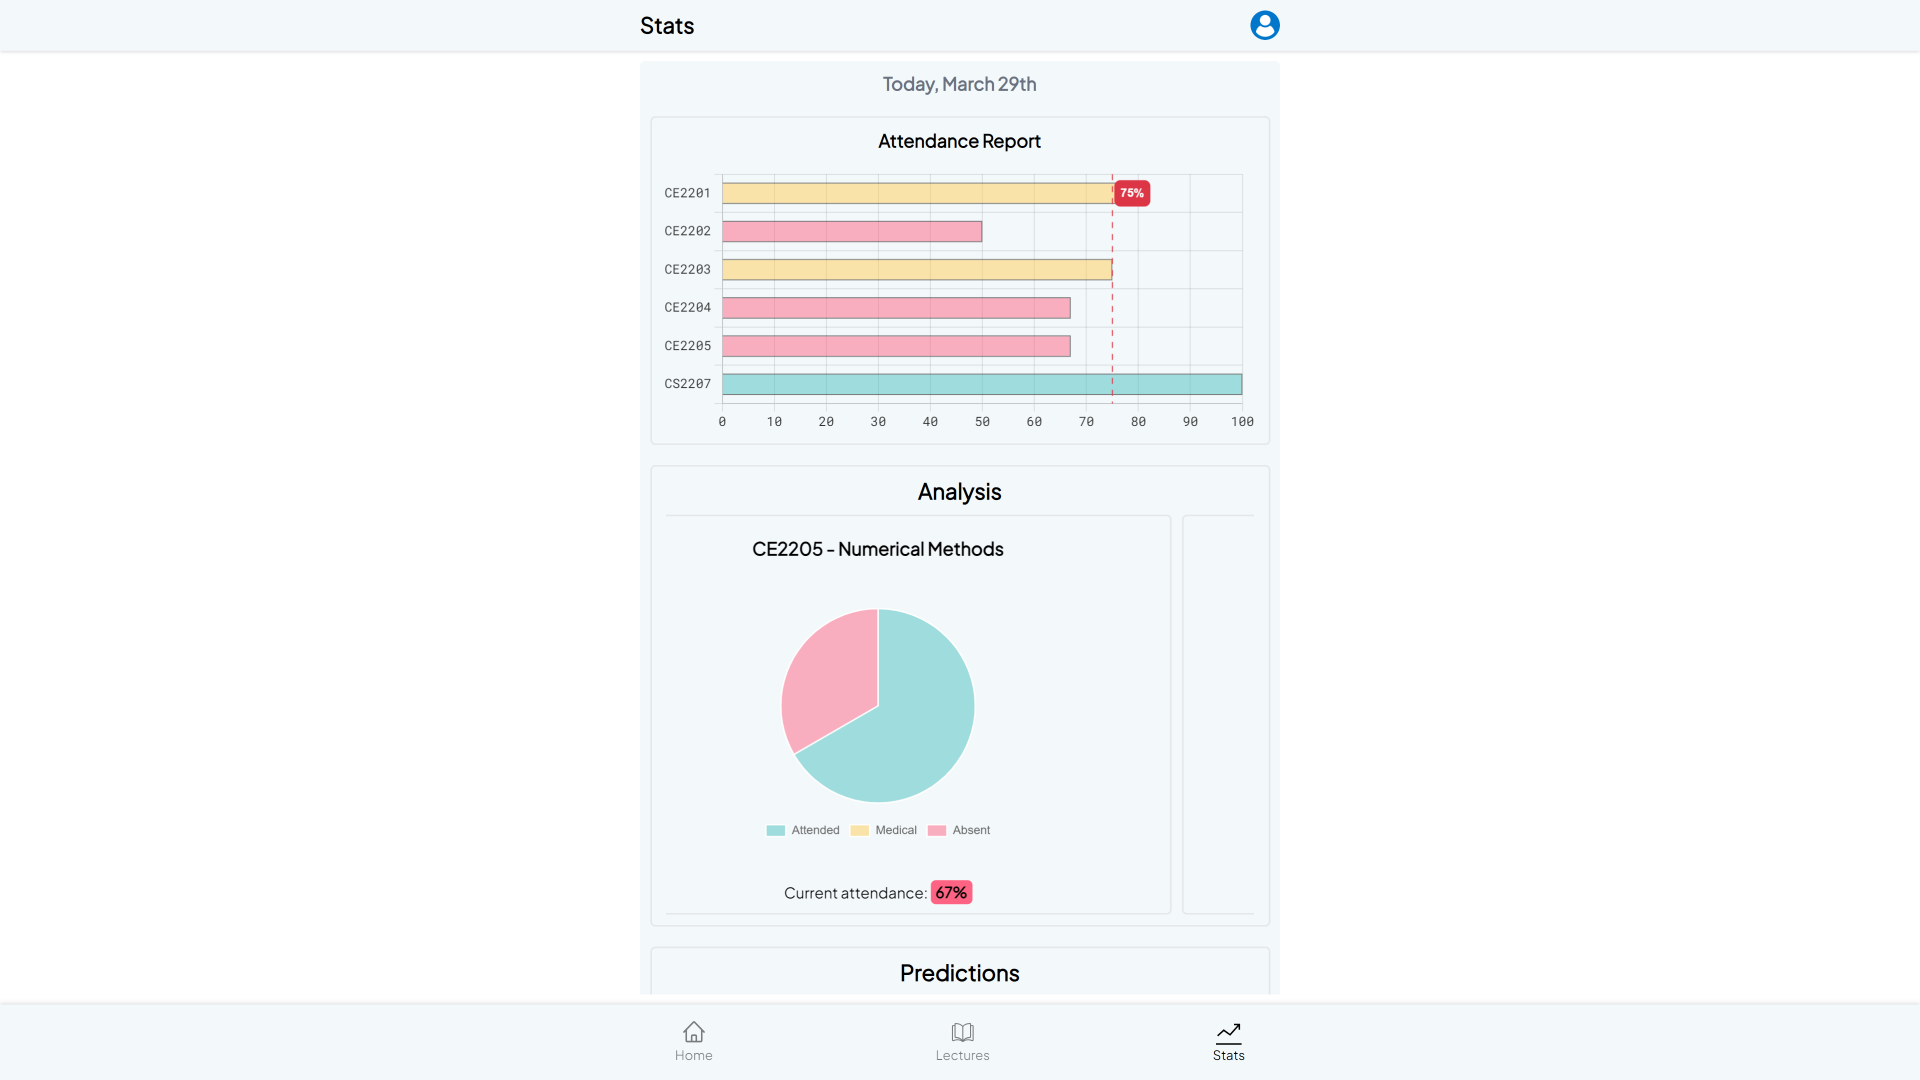 Stats
Today, March 29th
Attendance Report
CE2201
75%
CE2202
CE2203
CE2204
CE2205
CS2207
0 10 20 30 40 50 60 70 80 90 100
Analysis
CE2205 - Numerical Methods
Attended Medical Absent
Current attendance: 67%
Predictions
Home Lectures Stats